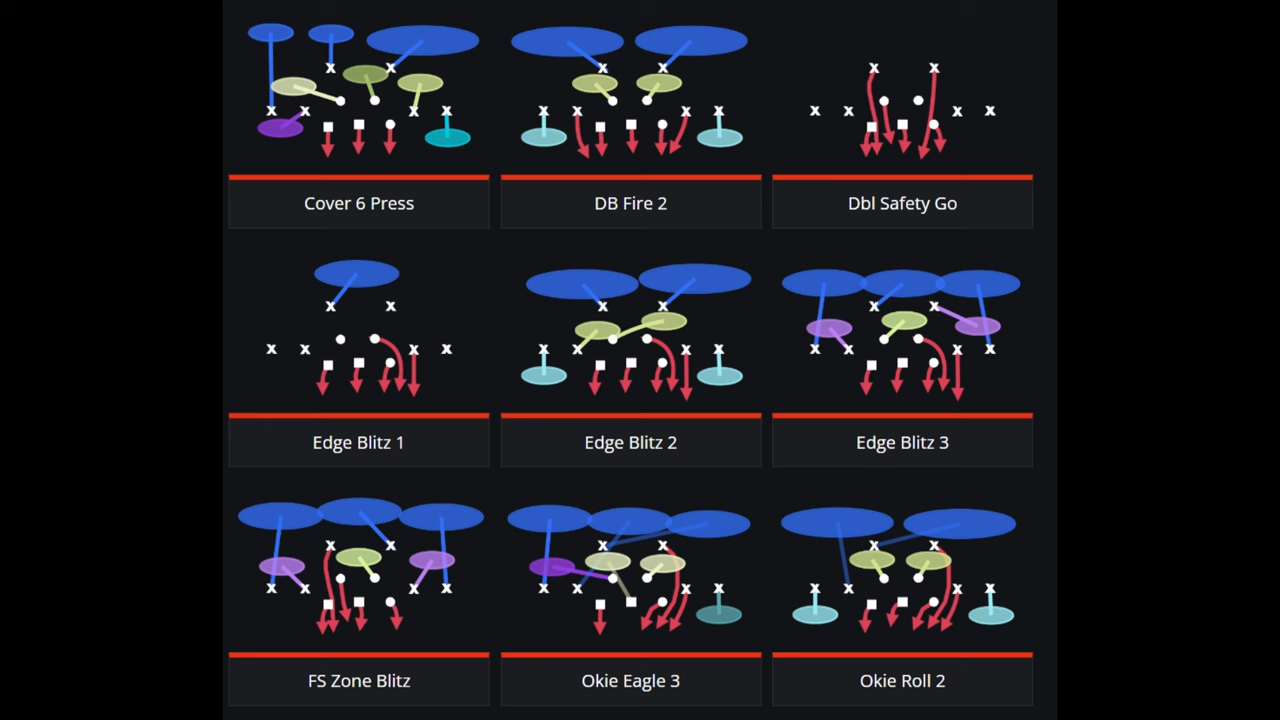 Cover 6 Press
DB Fire 2
Dbl Safety Go
Edge Blitz 1
Edge Blitz 2
Edge Blitz 3
FS Zone Blitz
Okie Eagle 3
Okie Roll 2